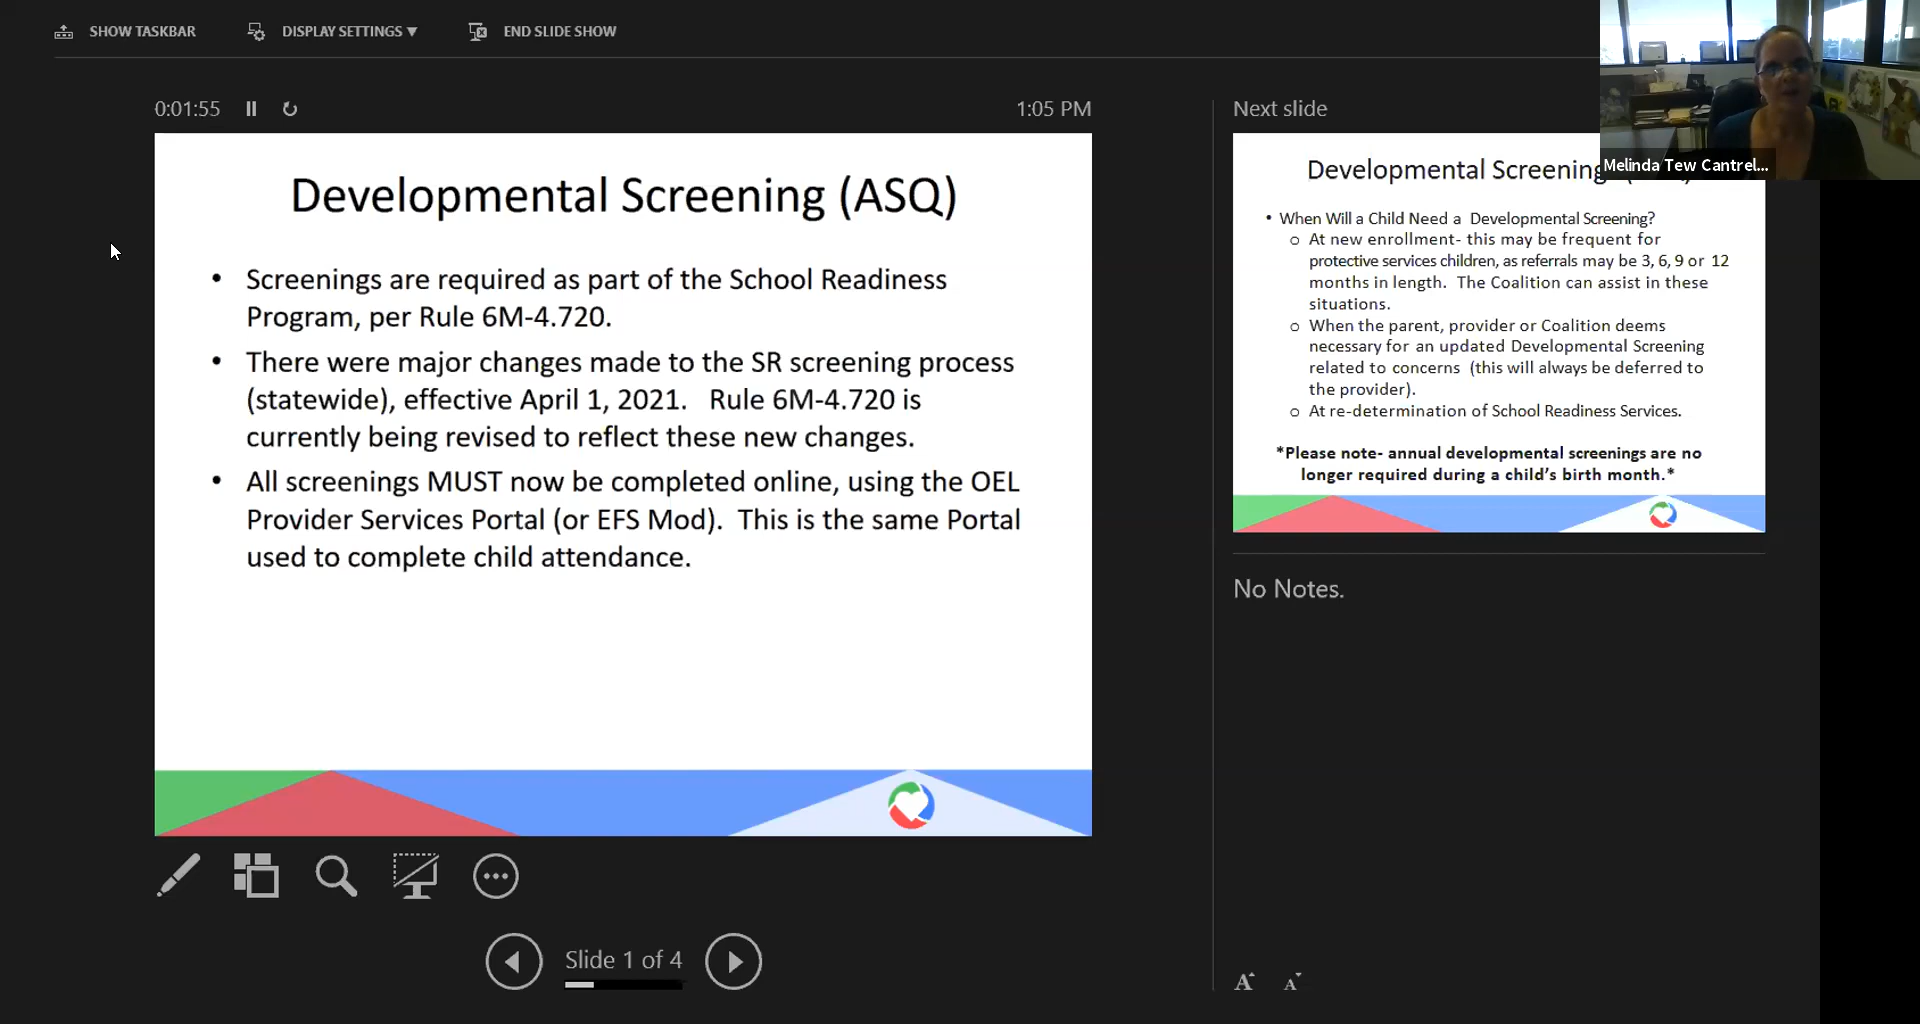 SHOW TASKBAR
DISPLAY SETTINGS ▼
END SLIDE SHOW
0:01:55
1:05 PM
Developmental Screening (ASQ)
• Screenings are required as part of the School Readiness
Program, per Rule 6M-4.720.
• There were major changes made to the SR screening process
(statewide), effective April 1, 2021. Rule 6M-4.720 is
currently being revised to reflect these new changes.
• All screenings MUST now be completed online, using the OEL
Provider Services Portal (or EFS Mod). This is the same Portal
used to complete child attendance.
Slide 1 of 4
Next slide
Melinda Tew Cantrel...
Developmental Screening
• When Will a Child Need a Developmental Screening?
o At new enrollment- this may be frequent for
protective services children, as referrals may be 3, 6, 9 or 12
months in length. The Coalition can assist in these
situations.
o When the parent, provider or Coalition deems
necessary for an updated Developmental Screening
related to concerns (this will always be deferred to
the provider).
o At re-determination of School Readiness Services.
*Please note- annual developmental screenings are no
longer required during a child's birth month.*
No Notes.
A A